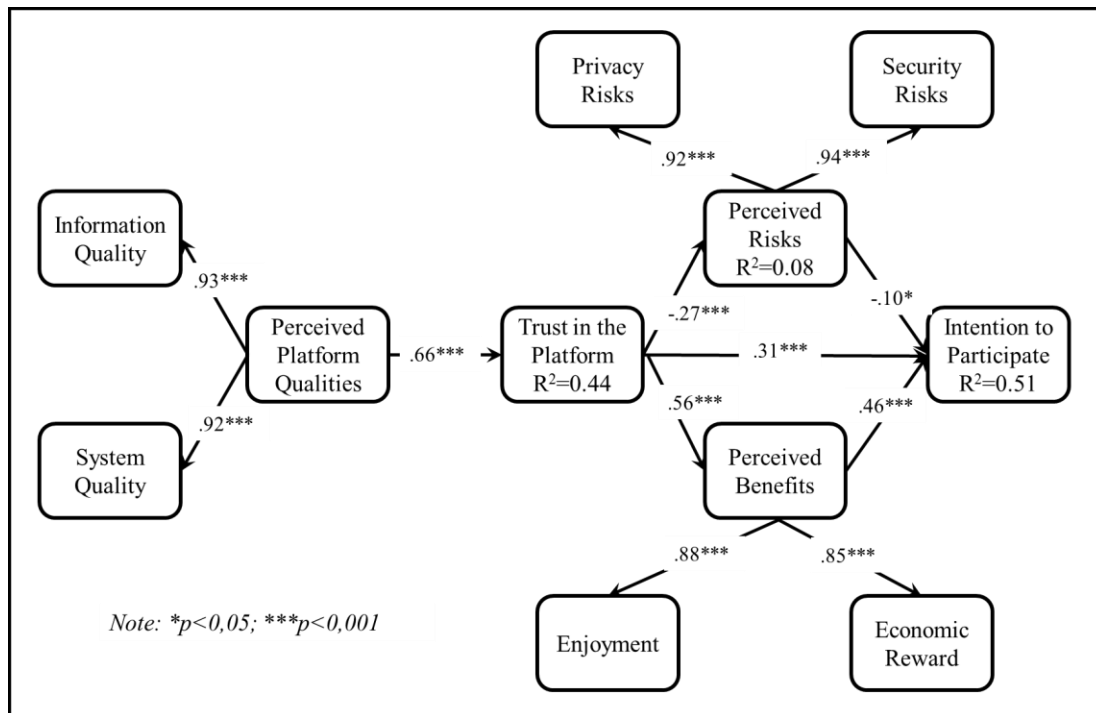 Privacy
Risks
Security
Risks
.92***
.94***
Information
Quality
Perceived
Risks
R²=0.08
.93***
-.27***
-.10*
Perceived
Platform
Qualities
.66***
Trust in the
Platform
R²=0.44
.31***
Intention to
Participate
R²=0.51
.92***
.56***
.46***
System
Quality
Perceived
Benefits
.88***
.85***
Note: *p<0,05; ***p<0,001
Enjoyment
Economic
Reward